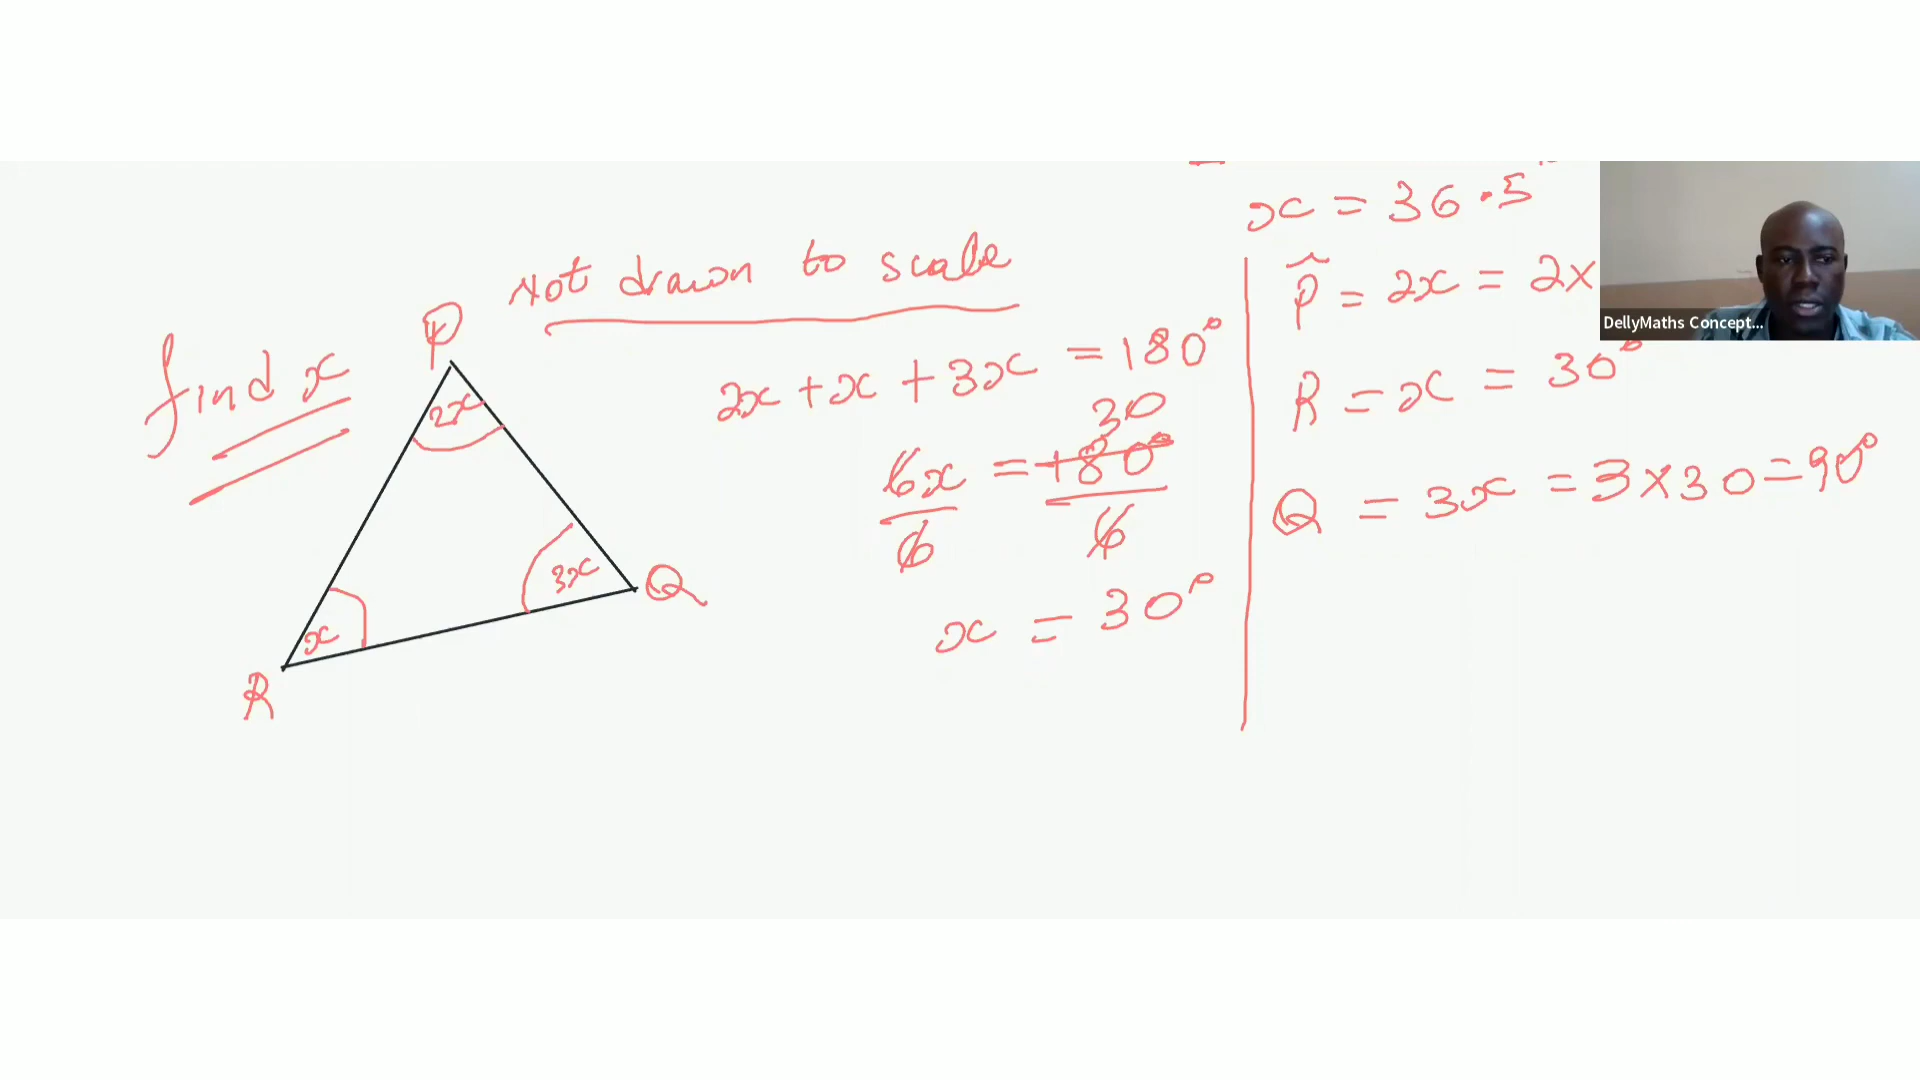 x = 36.5
Not drawn to scale
find x
P
2x
3x
x
Q
R
2x + x + 3x = 180°
30
6x = 180°
6 6
x = 30°
P = 2x = 2x
R = x = 30°
Q = 3x = 3 x 30 = 90°
DellyMaths Concept...